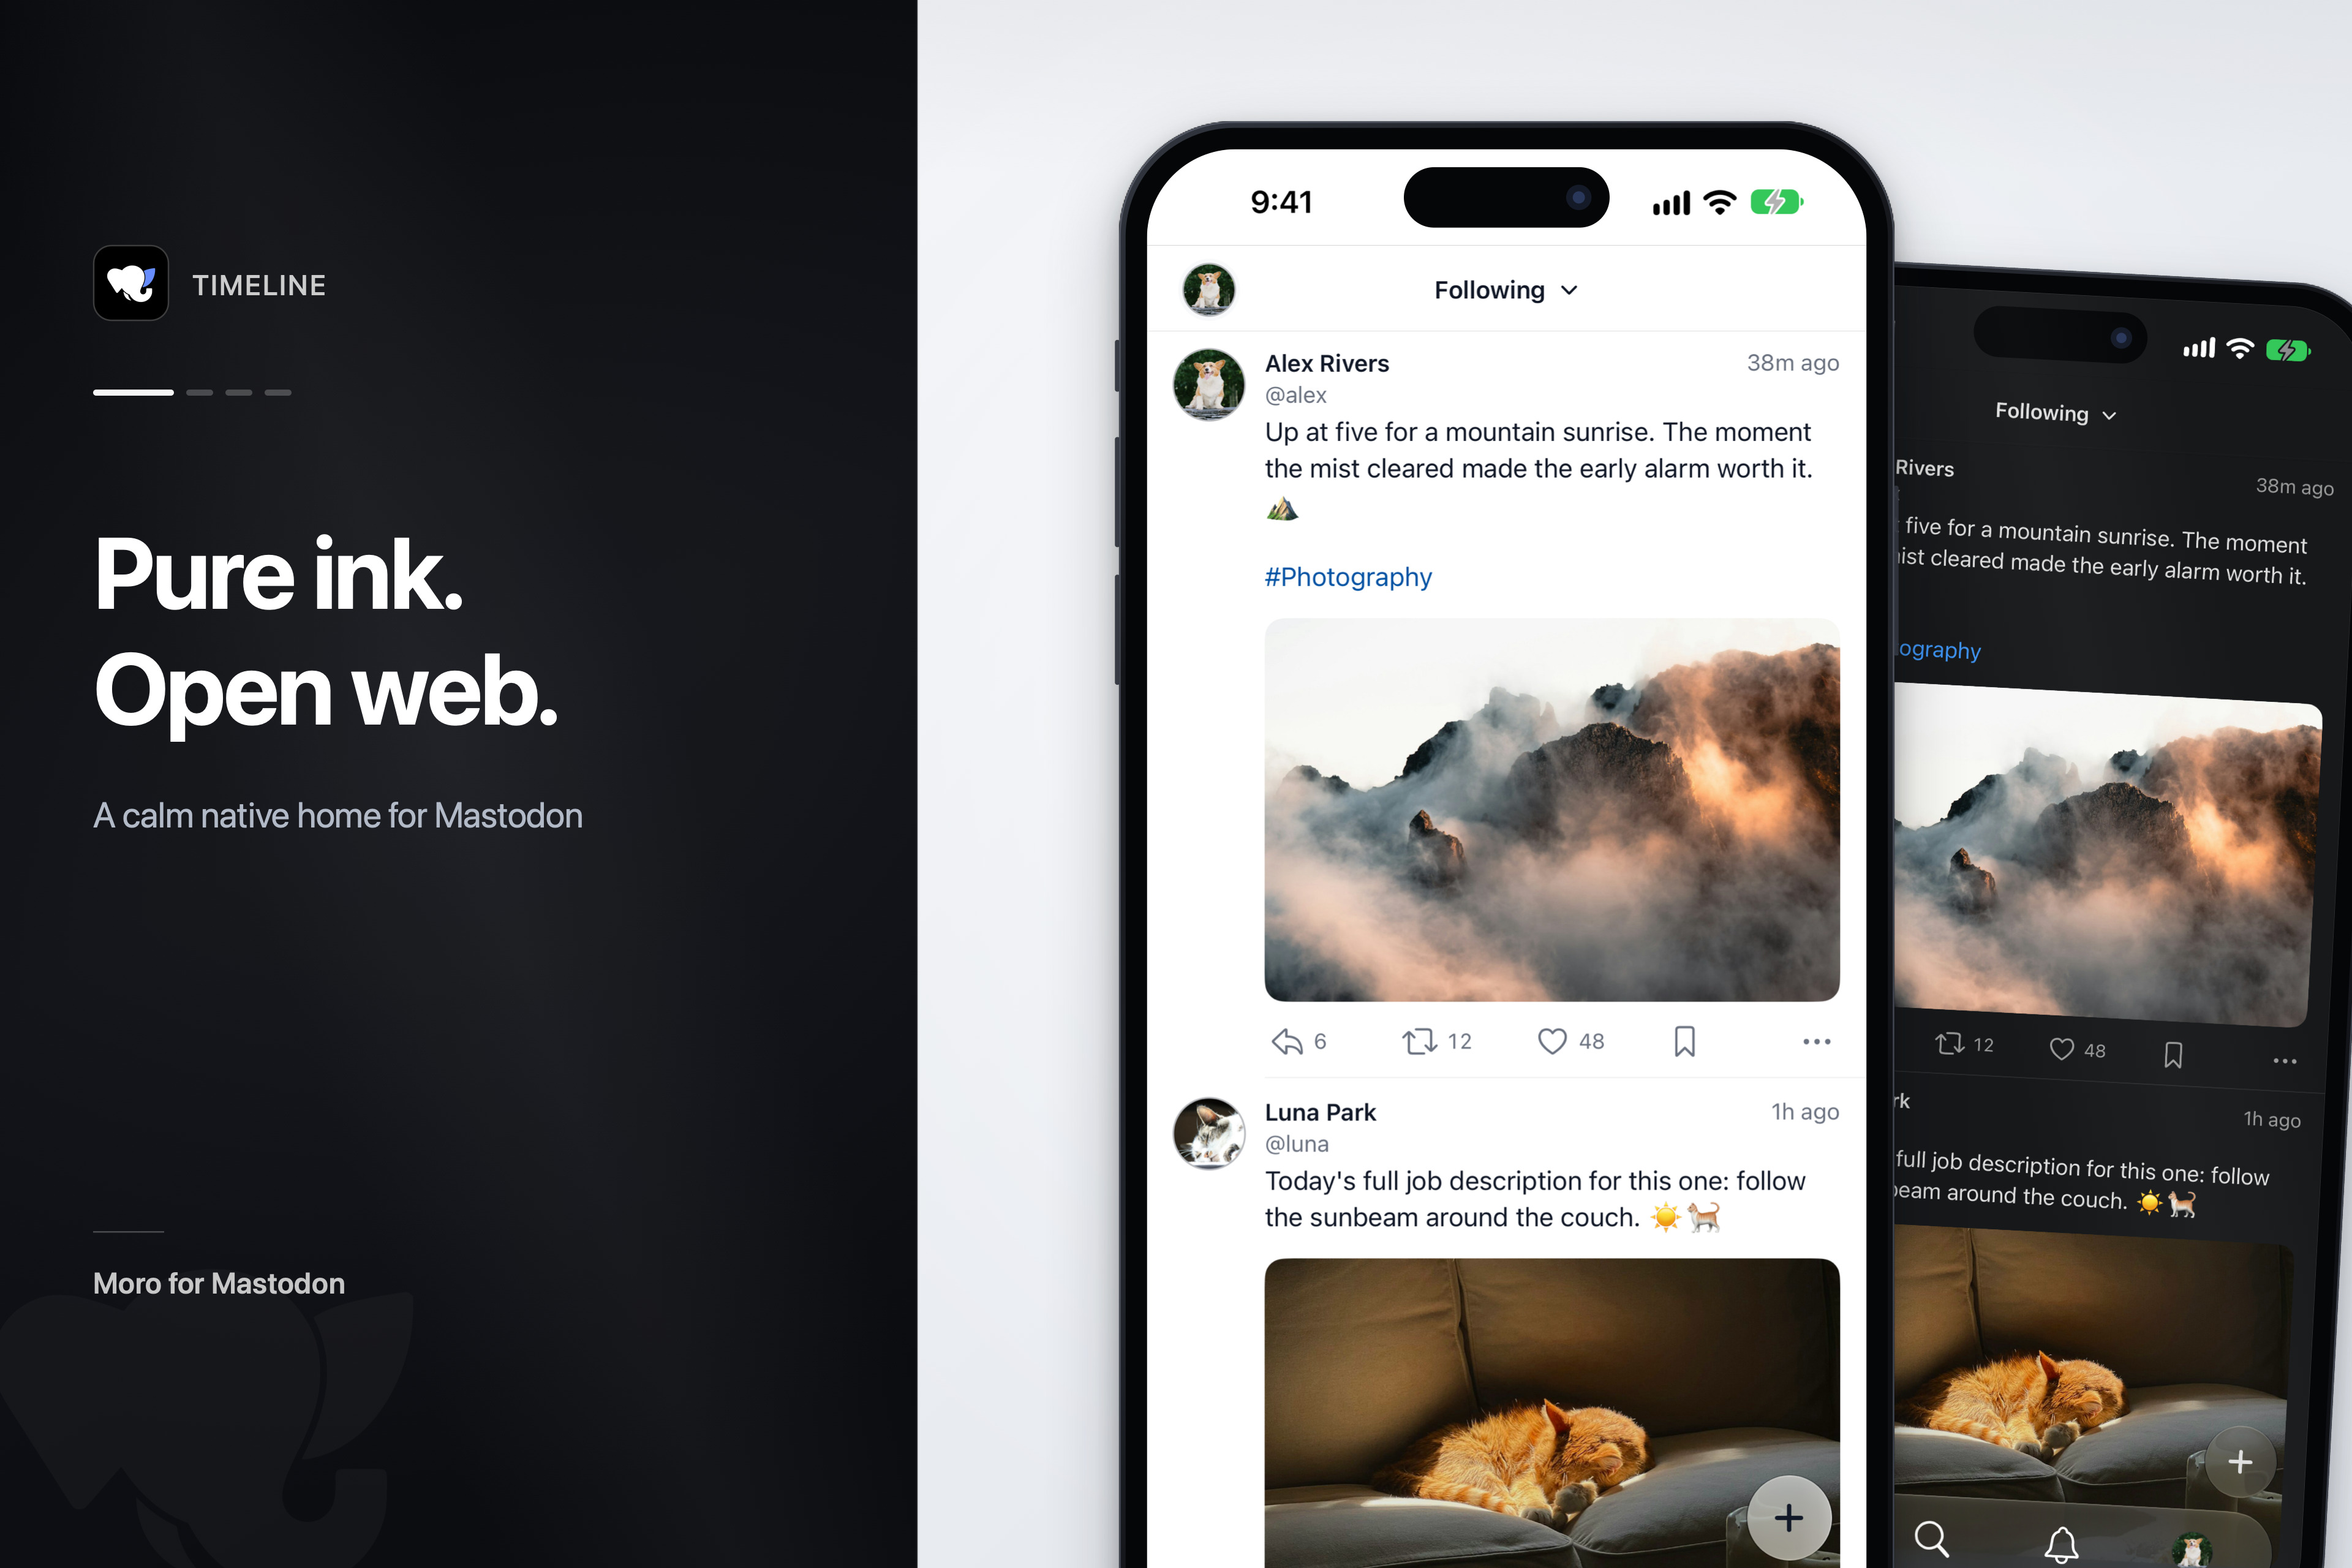 TIMELINE
Pure ink.
Open web.
A calm native home for Mastodon
Moro for Mastodon
9:41
Following
Alex Rivers
38m ago
@alex
Up at five for a mountain sunrise. The moment
the mist cleared made the early alarm worth it.
⛰️
#Photography
6
12
48
Luna Park
1h ago
@luna
Today's full job description for this one: follow
the sunbeam around the couch. ☀️🐈
Following
Rivers
38m ago
five for a mountain sunrise. The moment
ist cleared made the early alarm worth it.
ography
12
48
rk
1h ago
full job description for this one: follow
beam around the couch. ☀️🐈